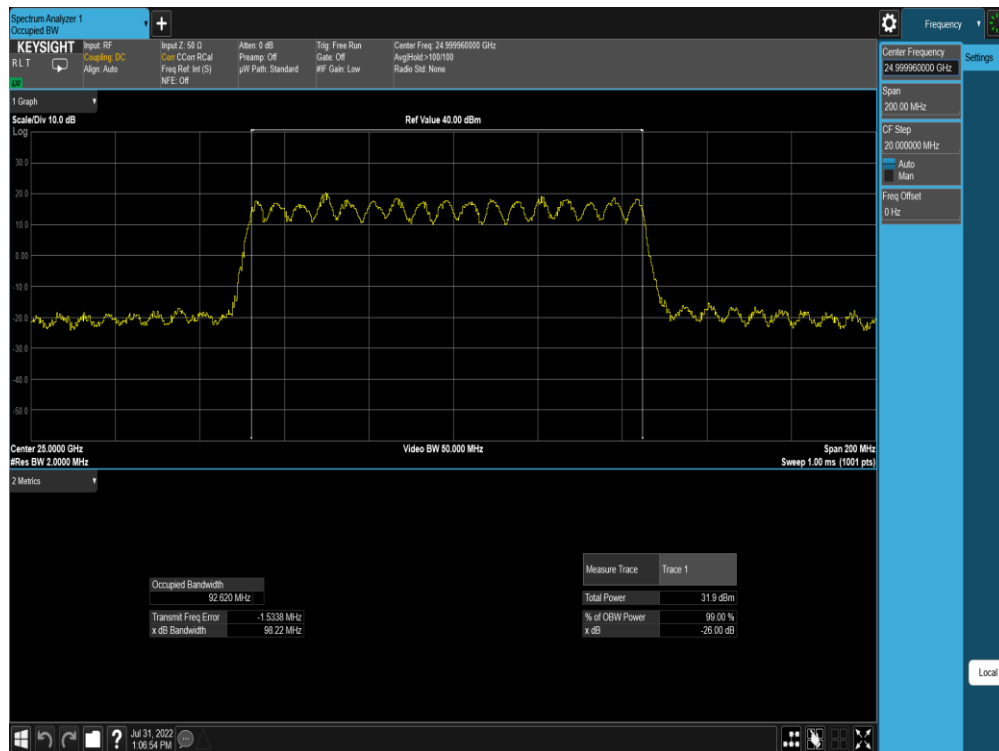 Spectrum Analyzer 1
Occupied BW
+
Frequency
KEYSIGHT
RLT
LXI
Input: RF
Coupling: DC
Align: Auto
Input Z: 50 Ω
Corr CCorr RCal
Freq Ref: Int (S)
NFE: Off
Atten: 0 dB
Preamp: Off
µW Path: Standard
Trig: Free Run
Gate: Off
#IF Gain: Low
Center Freq: 24.999960000 GHz
Avg|Hold:>100/100
Radio Std: None
Center Frequency
24.999960000 GHz
Settings
Span
200.00 MHz
CF Step
20.000000 MHz
Auto
Man
Freq Offset
0 Hz
1 Graph
Scale/Div 10.0 dB
Ref Value 40.00 dBm
Log
30.0
20.0
10.0
0.00
-10.0
-20.0
-30.0
-40.0
-50.0
Center 25.0000 GHz
Video BW 50.000 MHz
Span 200 MHz
#Res BW 2.0000 MHz
Sweep 1.00 ms (1001 pts)
2 Metrics
Measure Trace Trace 1
Occupied Bandwidth
92.620 MHz
Total Power 31.9 dBm
Transmit Freq Error -1.5338 MHz
% of OBW Power 99.00 %
x dB Bandwidth 98.22 MHz
x dB -26.00 dB
Local
?
Jul 31, 2022
1:06:54 PM